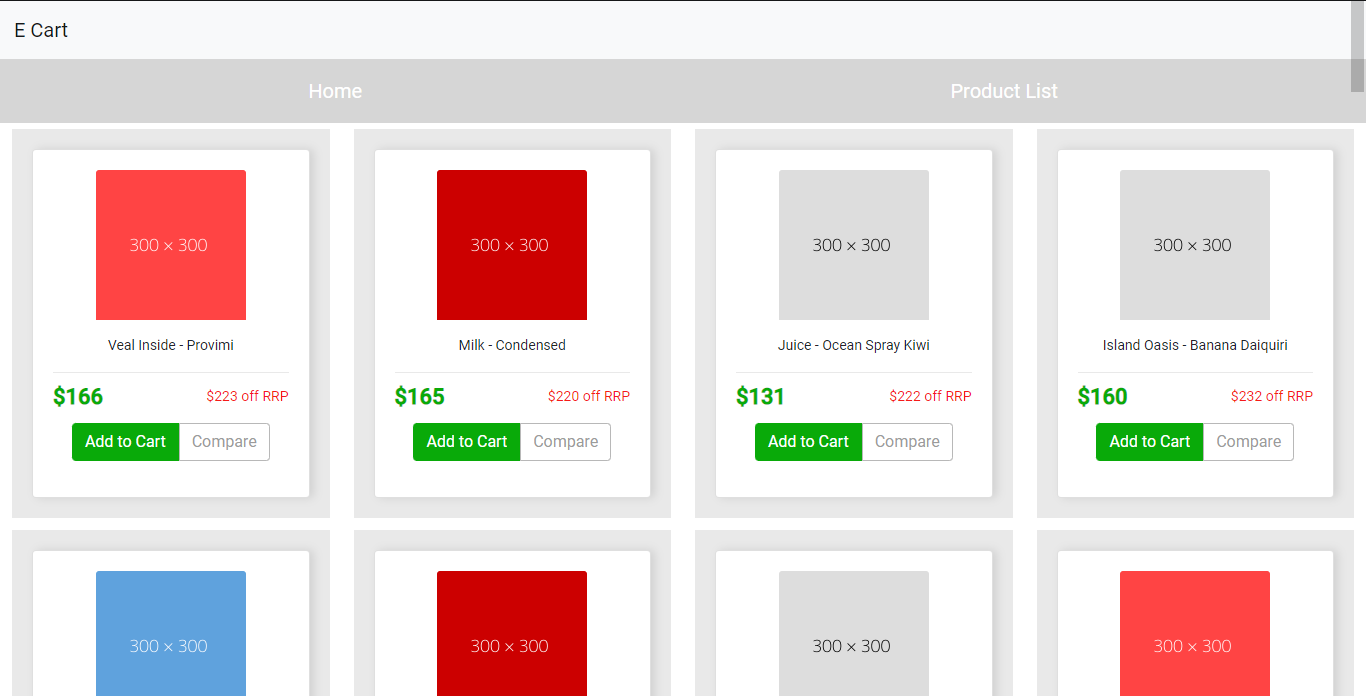 E Cart
Home Product List
300 × 300 300 × 300 300 × 300 300 × 300
Veal Inside - Provimi Milk - Condensed Juice - Ocean Spray Kiwi Island Oasis - Banana Daiquiri
$166 $223 off RRP $165 $220 off RRP $131 $222 off RRP $160 $232 off RRP
Add to Cart Compare Add to Cart Compare Add to Cart Compare Add to Cart Compare
300 × 300 300 × 300 300 × 300 300 × 300